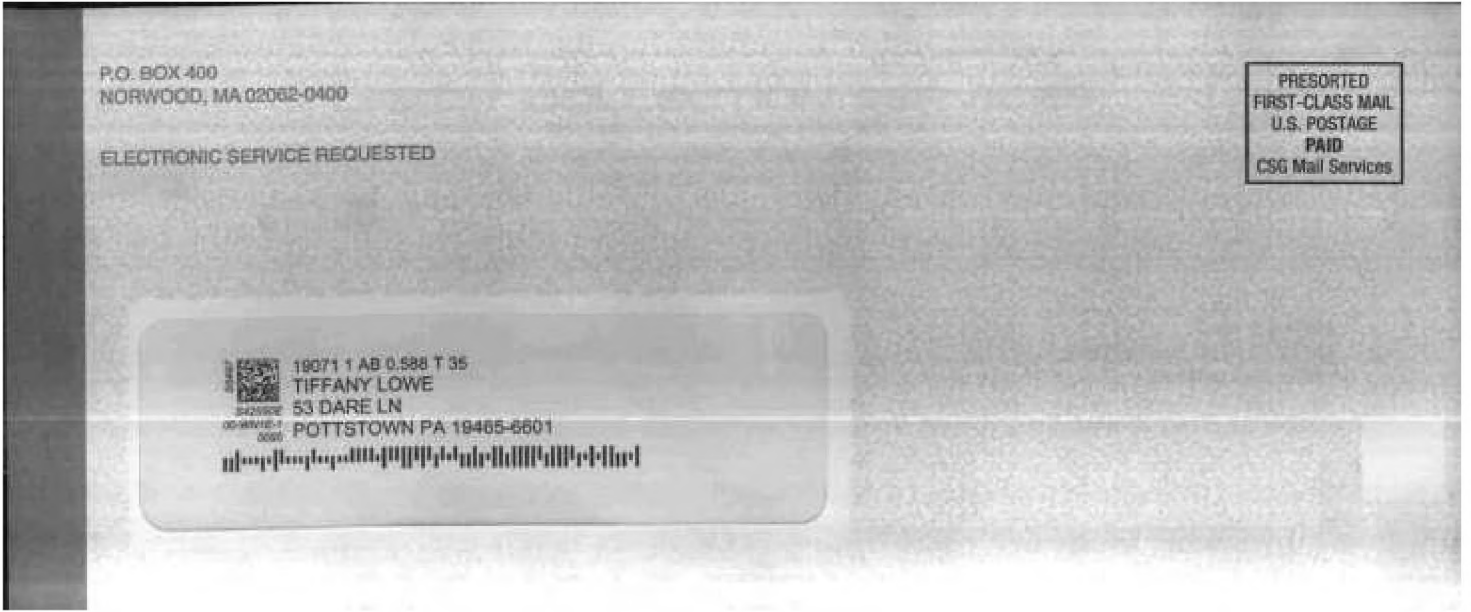 P.O. BOX 400
NORWOOD, MA 02062-0400
ELECTRONIC SERVICE REQUESTED
PRESORTED
FIRST-CLASS MAIL
U.S. POSTAGE
PAID
CSG Mail Services
19071 1 AB 0.588 T 35
TIFFANY LOWE
53 DARE LN
POTTSTOWN PA 19465-6601